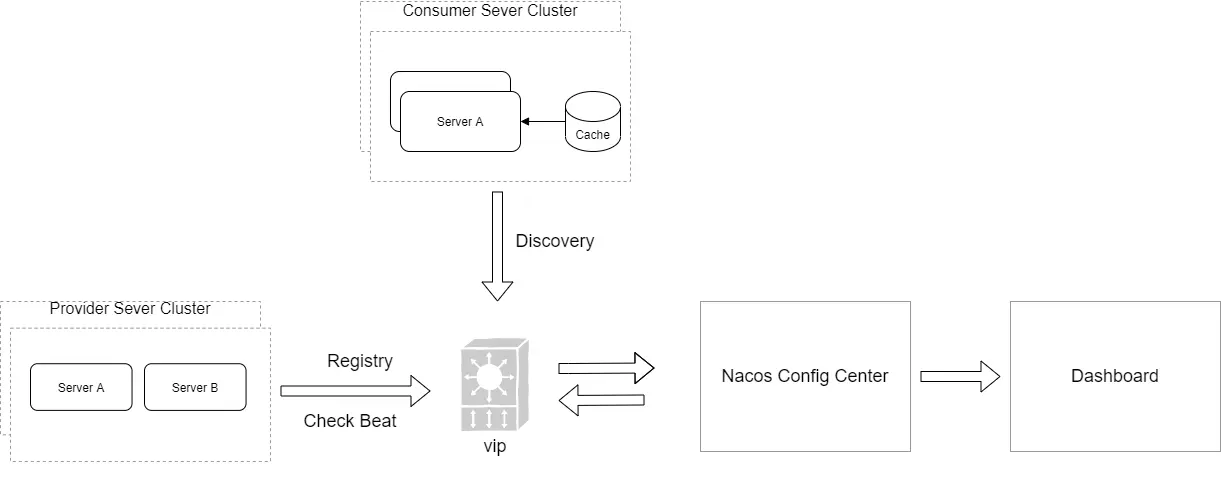 Consumer Sever Cluster
Server A
Cache
Discovery
Provider Sever Cluster
Server A
Server B
Registry
Check Beat
vip
Nacos Config Center
Dashboard